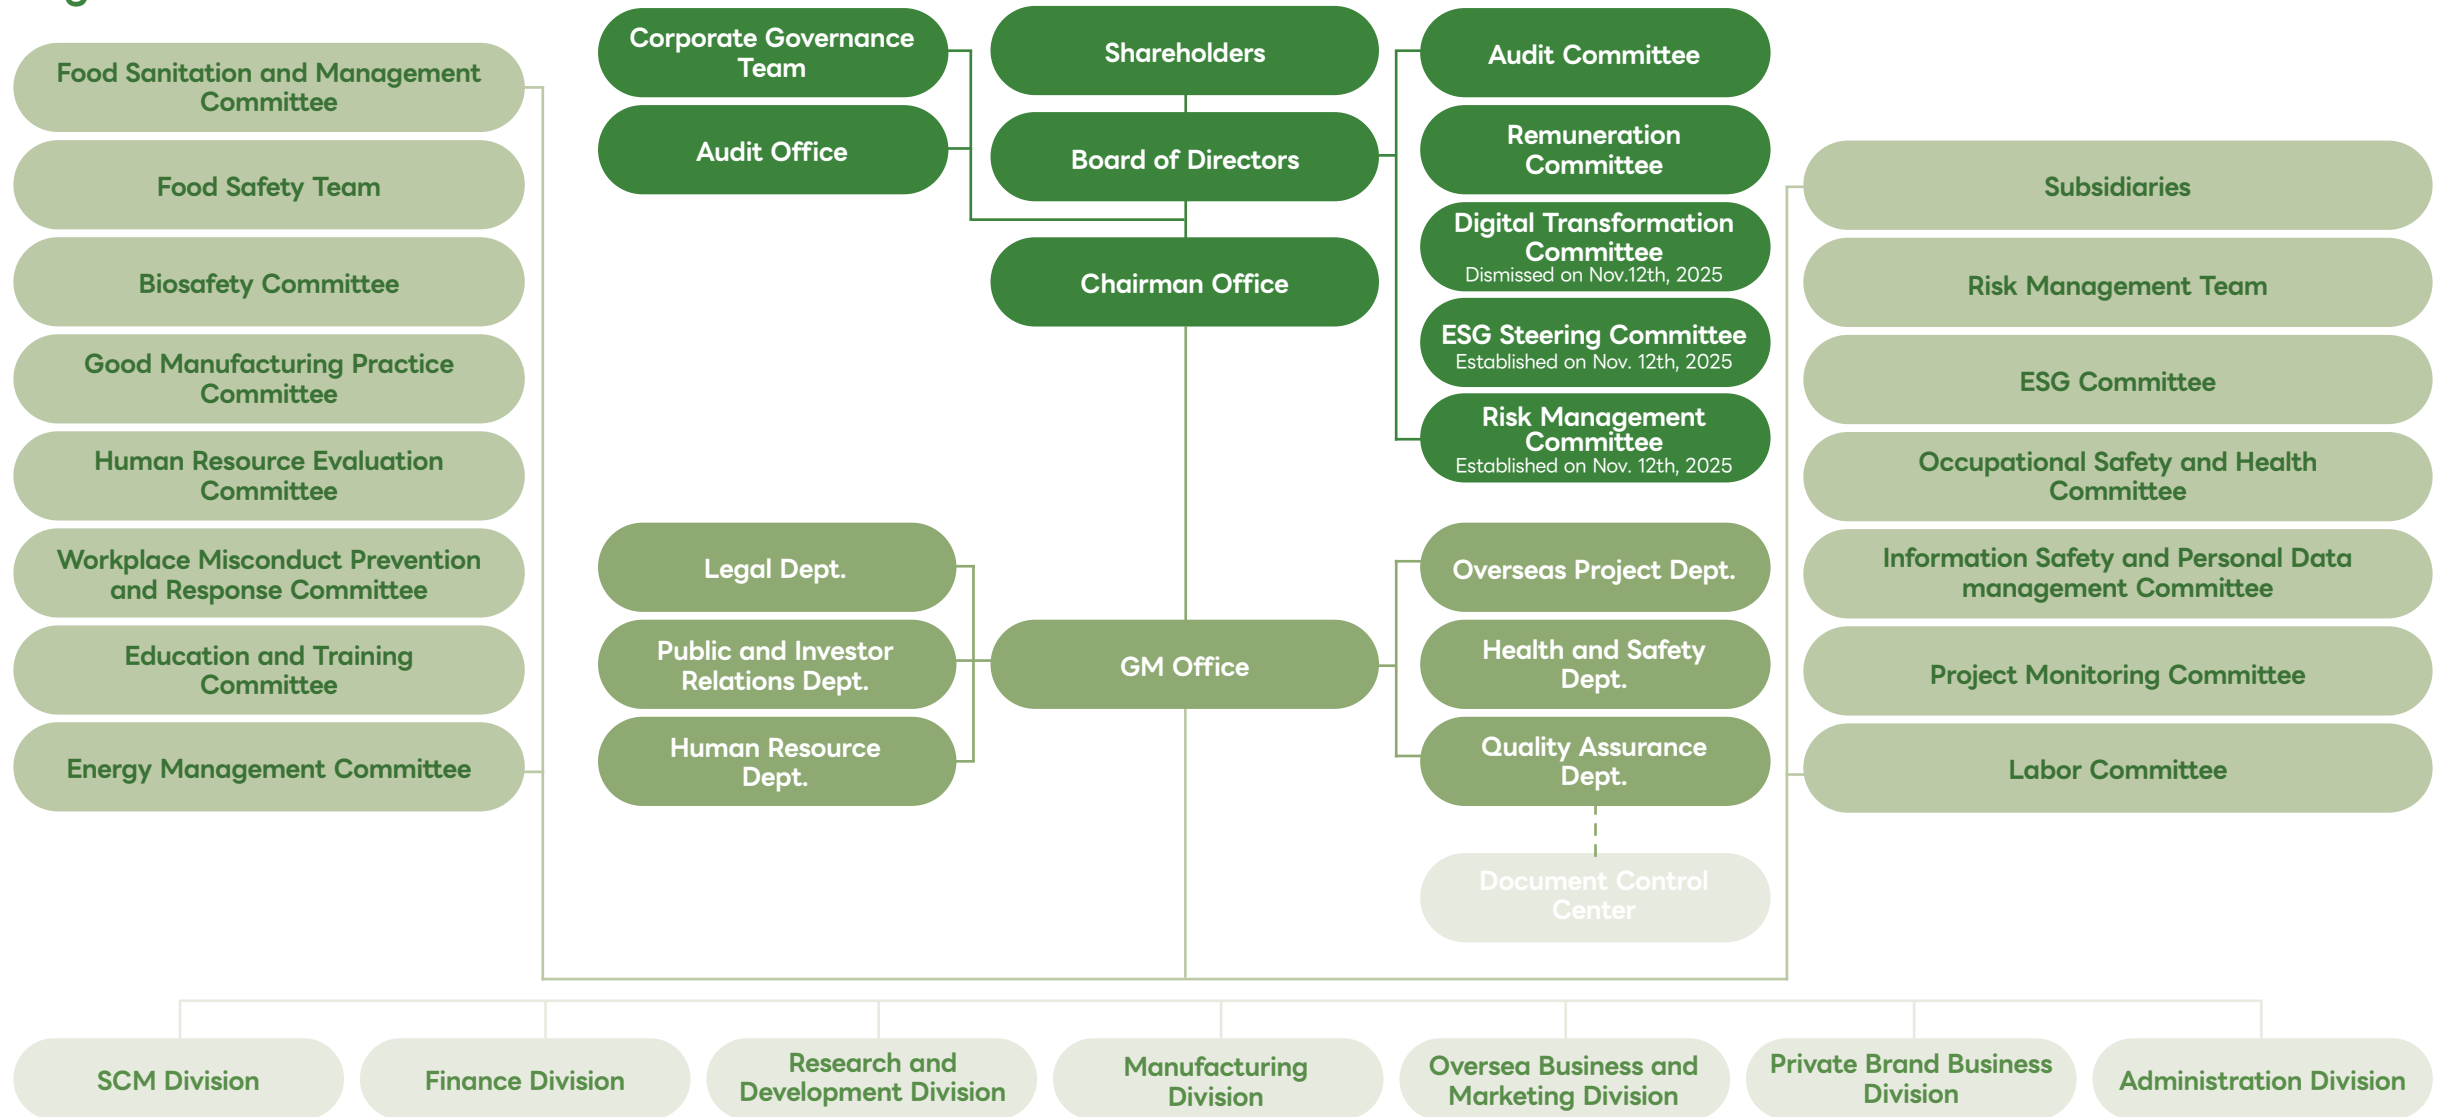 Food Sanitation and Management
Committee
Food Safety Team
Biosafety Committee
Good Manufacturing Practice
Committee
Human Resource Evaluation
Committee
Workplace Misconduct Prevention
and Response Committee
Education and Training
Committee
Energy Management Committee
Corporate Governance
Team
Audit Office
Shareholders
Board of Directors
Chairman Office
Audit Committee
Remuneration
Committee
Digital Transformation
Committee
Dismissed on Nov.12th, 2025
ESG Steering Committee
Established on Nov. 12th, 2025
Risk Management
Committee
Established on Nov. 12th, 2025
Legal Dept.
Public and Investor
Relations Dept.
Human Resource
Dept.
GM Office
Overseas Project Dept.
Health and Safety
Dept.
Quality Assurance
Dept.
Document Control
Center
Subsidiaries
Risk Management Team
ESG Committee
Occupational Safety and Health
Committee
Information Safety and Personal Data
management Committee
Project Monitoring Committee
Labor Committee
SCM Division
Finance Division
Research and
Development Division
Manufacturing
Division
Oversea Business and
Marketing Division
Private Brand Business
Division
Administration Division